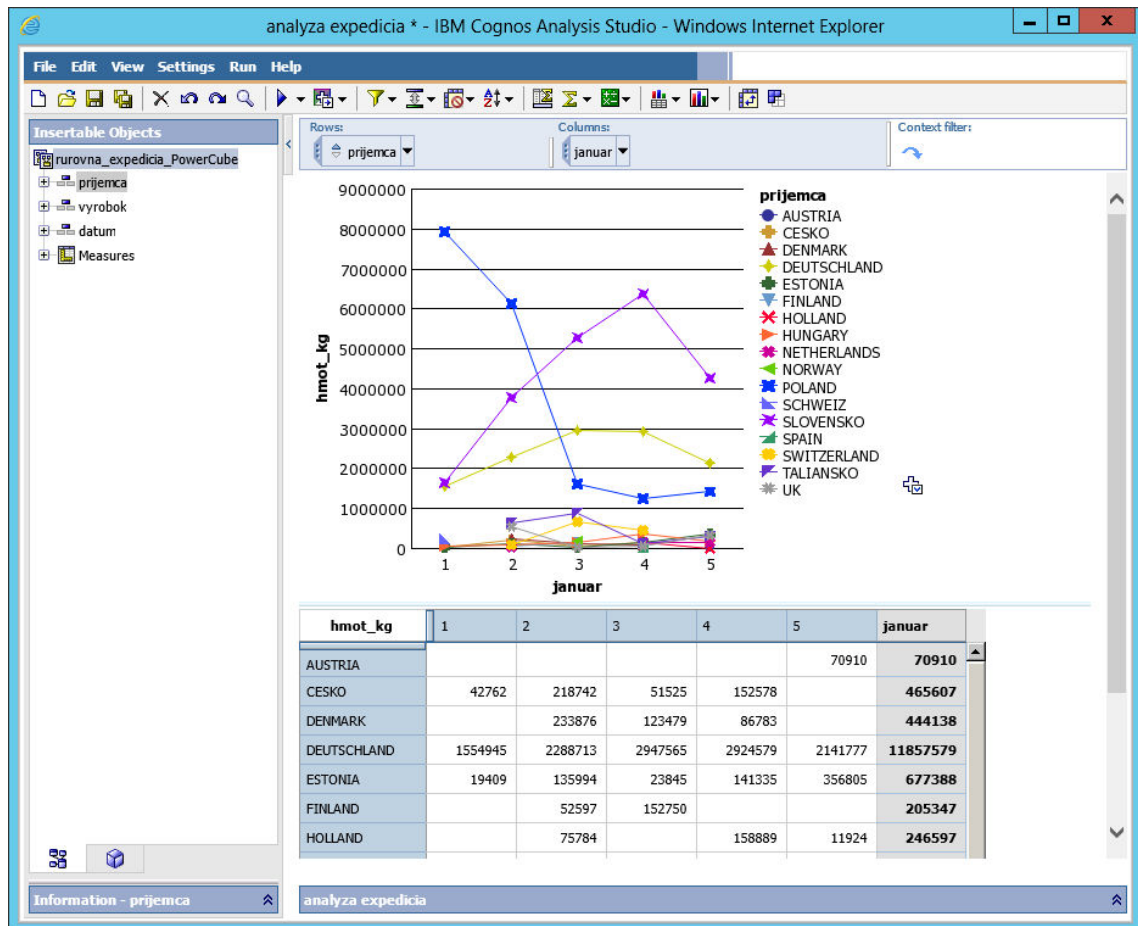 analyza expedicia * - IBM Cognos Analysis Studio - Windows Internet Explorer
File Edit View Settings Run Help
Insertable Objects
rurovna_expedicia_PowerCube
prijemca
vyrobok
datum
Measures
Rows:
prijemca
Columns:
januar
Context filter:
hmot_kg
9000000
8000000
7000000
6000000
5000000
4000000
3000000
2000000
1000000
0
1 2 3 4 5
januar
prijemca
AUSTRIA
CESKO
DENMARK
DEUTSCHLAND
ESTONIA
FINLAND
HOLLAND
HUNGARY
NETHERLANDS
NORWAY
POLAND
SCHWEIZ
SLOVENSKO
SPAIN
SWITZERLAND
TALIANSKO
UK
hmot_kg 1 2 3 4 5 januar
AUSTRIA 70910 70910
CESKO 42762 218742 51525 152578 465607
DENMARK 233876 123479 86783 444138
DEUTSCHLAND 1554945 2288713 2947565 2924579 2141777 11857579
ESTONIA 19409 135994 23845 141335 356805 677388
FINLAND 52597 152750 205347
HOLLAND 75784 158889 11924 246597
Information - prijemca
analyza expedicia